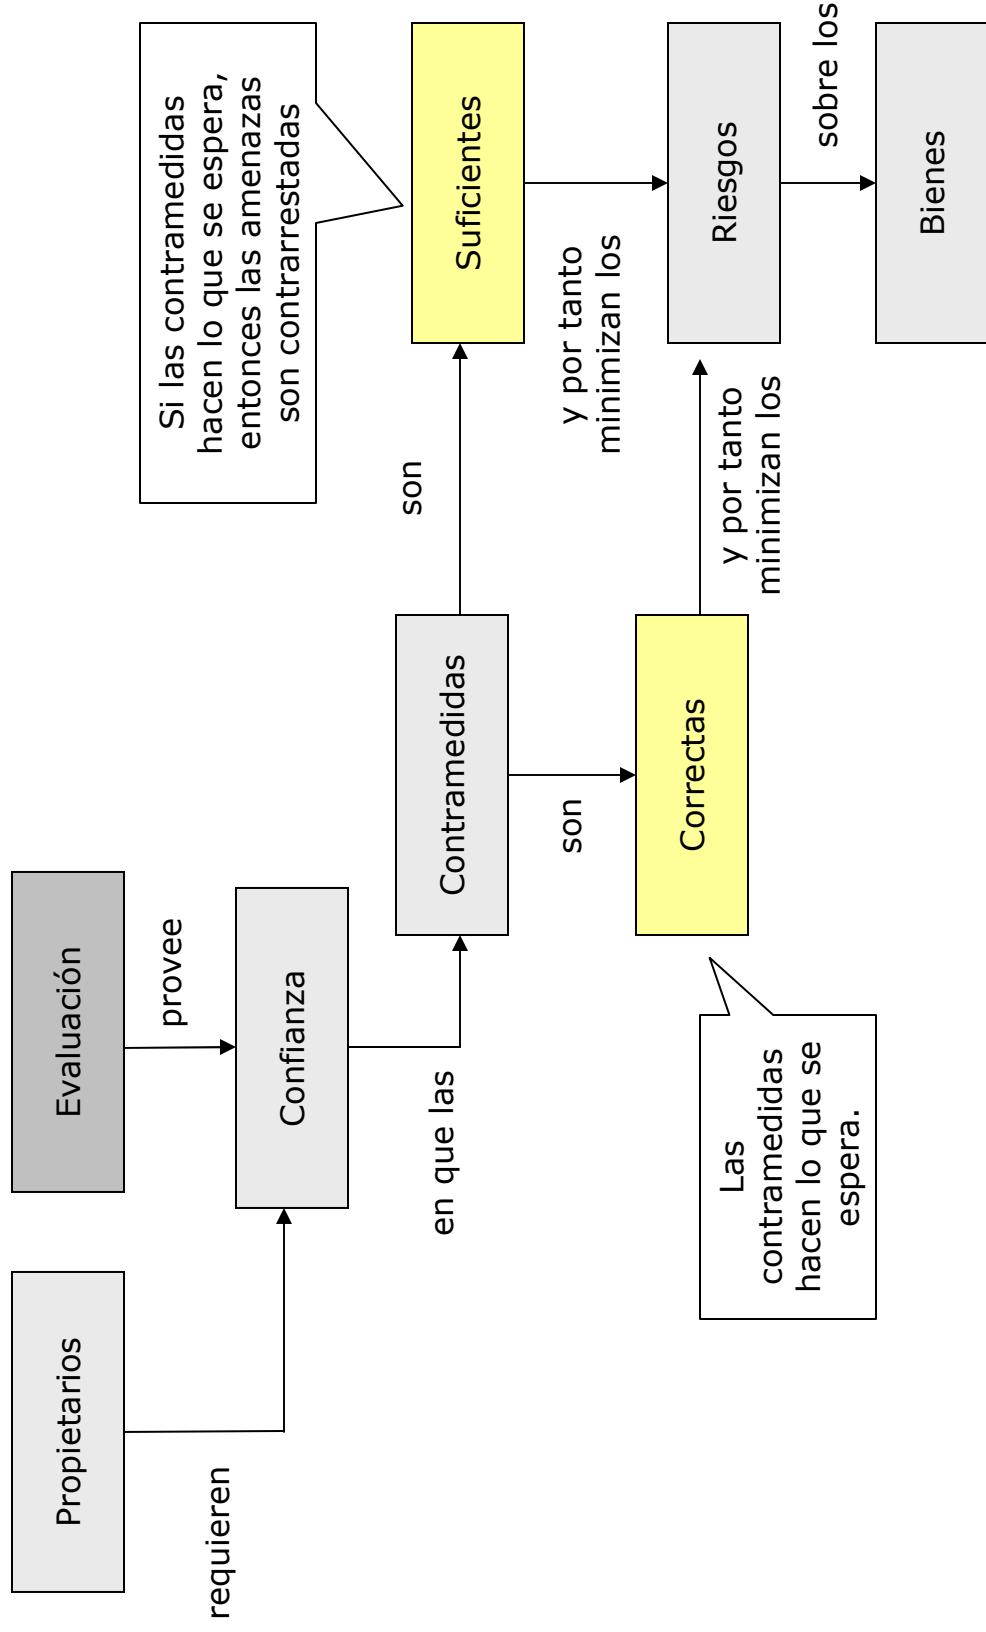 Propietarios
Evaluación
requieren
provee
Confianza
en que las
Contramedidas
son
Suficientes
Si las contramedidas
hacen lo que se espera,
entonces las amenazas
son contrarrestadas
son
Correctas
Las
contramedidas
hacen lo que se
espera.
y por tanto
minimizan los
y por tanto
minimizan los
Riesgos
sobre los
Bienes